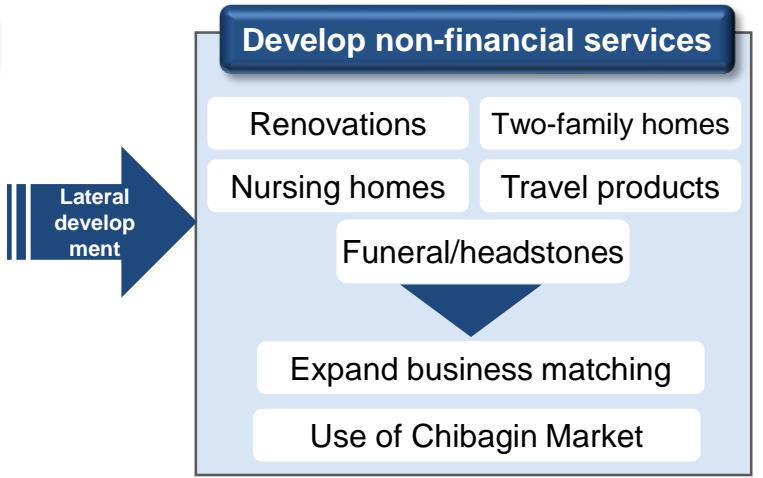 Develop non-financial services
Renovations
Two-family homes
Nursing homes
Travel products
Lateral
develop
ment
Funeral/headstones
Expand business matching
Use of Chibagin Market